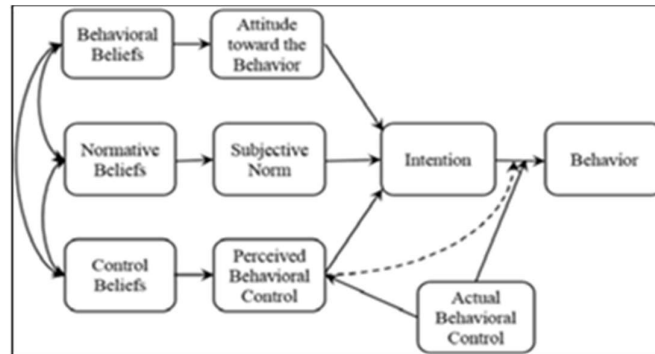 Behavioral
Beliefs
Attitude
toward the
Behavior
Normative
Beliefs
Subjective
Norm
Intention
Behavior
Control
Beliefs
Perceived
Behavioral
Control
Actual
Behavioral
Control